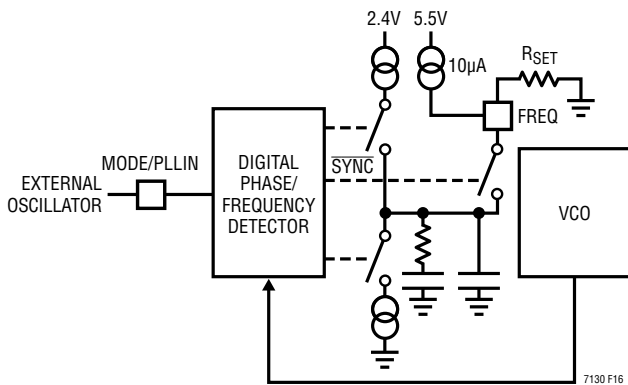 2.4V 5.5V
RSET
10µA
FREQ
MODE/PLLIN
EXTERNAL
OSCILLATOR
DIGITAL
PHASE/
FREQUENCY
DETECTOR
SYNC
VCO
7130 F16